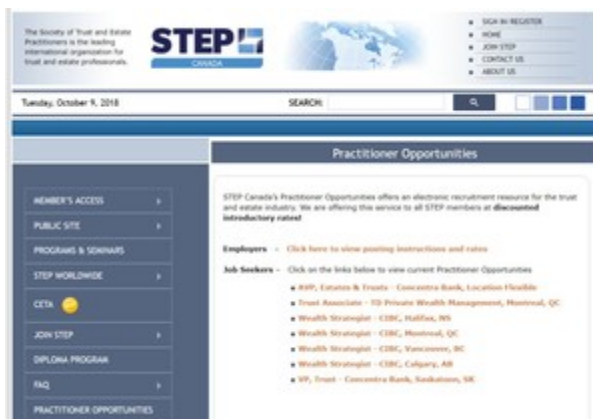 The Society of Trust and Estate
Practitioners is the leading
international organization for
trust and estate professionals.
STEP
CANADA
SIGN IN REGISTER
HOME
JOIN STEP
CONTACT US
ABOUT US
Tuesday, October 9, 2018
SEARCH:
Practitioner Opportunities
MEMBER'S ACCESS
PUBLIC SITE
PROGRAMS & SEMINARS
STEP WORLDWIDE
CETA
JOIN STEP
DIPLOMA PROGRAM
FAQ
PRACTITIONER OPPORTUNITIES
STEP Canada's Practitioner Opportunities offers an electronic recruitment resource for the trust
and estate industry. We are offering this service to all STEP members at discounted
introductory rates!
Employers - Click here to view posting instructions and rates
Job Seekers - Click on the links below to view current Practitioner Opportunities
AVP, Estates & Trusts - Concentra Bank, Location Flexible
Trust Associate - TD Private Wealth Management, Montreal, QC
Wealth Strategist - CIBC, Halifax, NS
Wealth Strategist - CIBC, Montreal, QC
Wealth Strategist - CIBC, Vancouver, BC
Wealth Strategist - CIBC, Calgary, AB
VP, Trust - Concentra Bank, Saskatoon, SK